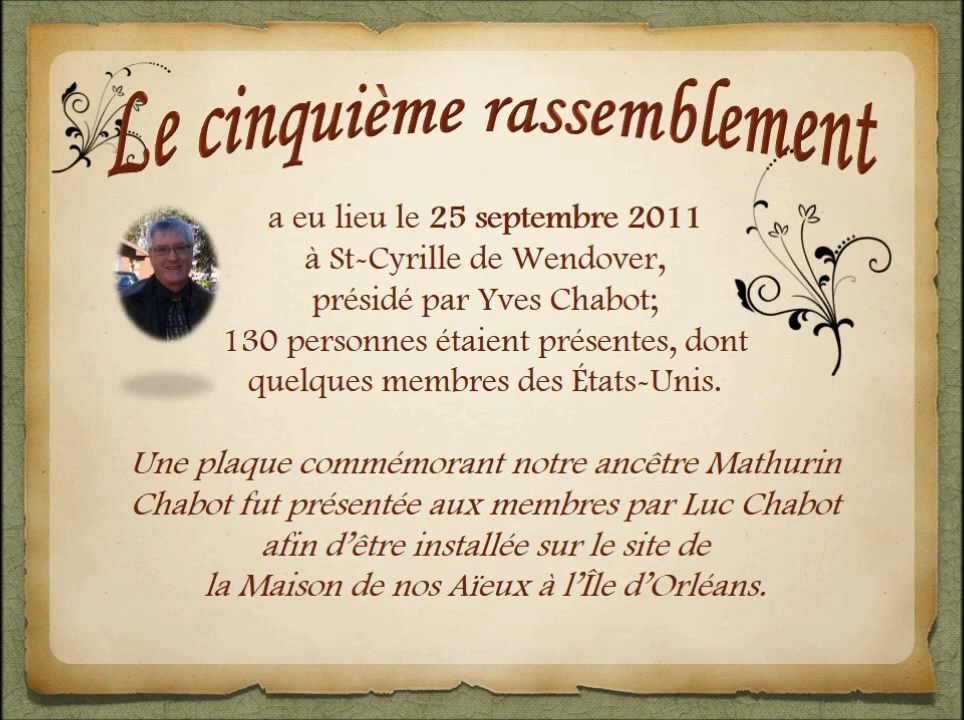 Le cinquième rassemblement
a eu lieu le 25 septembre 2011
à St-Cyrille de Wendover,
présidé par Yves Chabot;
130 personnes étaient présentes, dont
quelques membres des États-Unis.
Une plaque commémorant notre ancêtre Mathurin
Chabot fut présentée aux membres par Luc Chabot
afin d'être installée sur le site de
la Maison de nos Aïeux à l'Île d'Orléans.